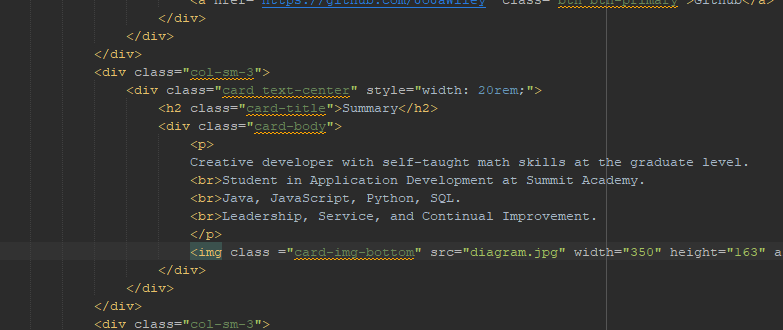 <a href="https://github.com/ class="btn btn-primary">Github</a>
</div>
</div>
</div>
<div class="col-sm-3">
<div class="card text-center" style="width: 20rem;">
<h2 class="card-title">Summary</h2>
<div class="card-body">
<p>
Creative developer with self-taught math skills at the graduate level.
<br>Student in Application Development at Summit Academy.
<br>Java, JavaScript, Python, SQL.
<br>Leadership, Service, and Continual Improvement.
</p>
<img class ="card-img-bottom" src="diagram.jpg" width="350" height="163" a
</div>
</div>
</div>
<div class="col-sm-3">